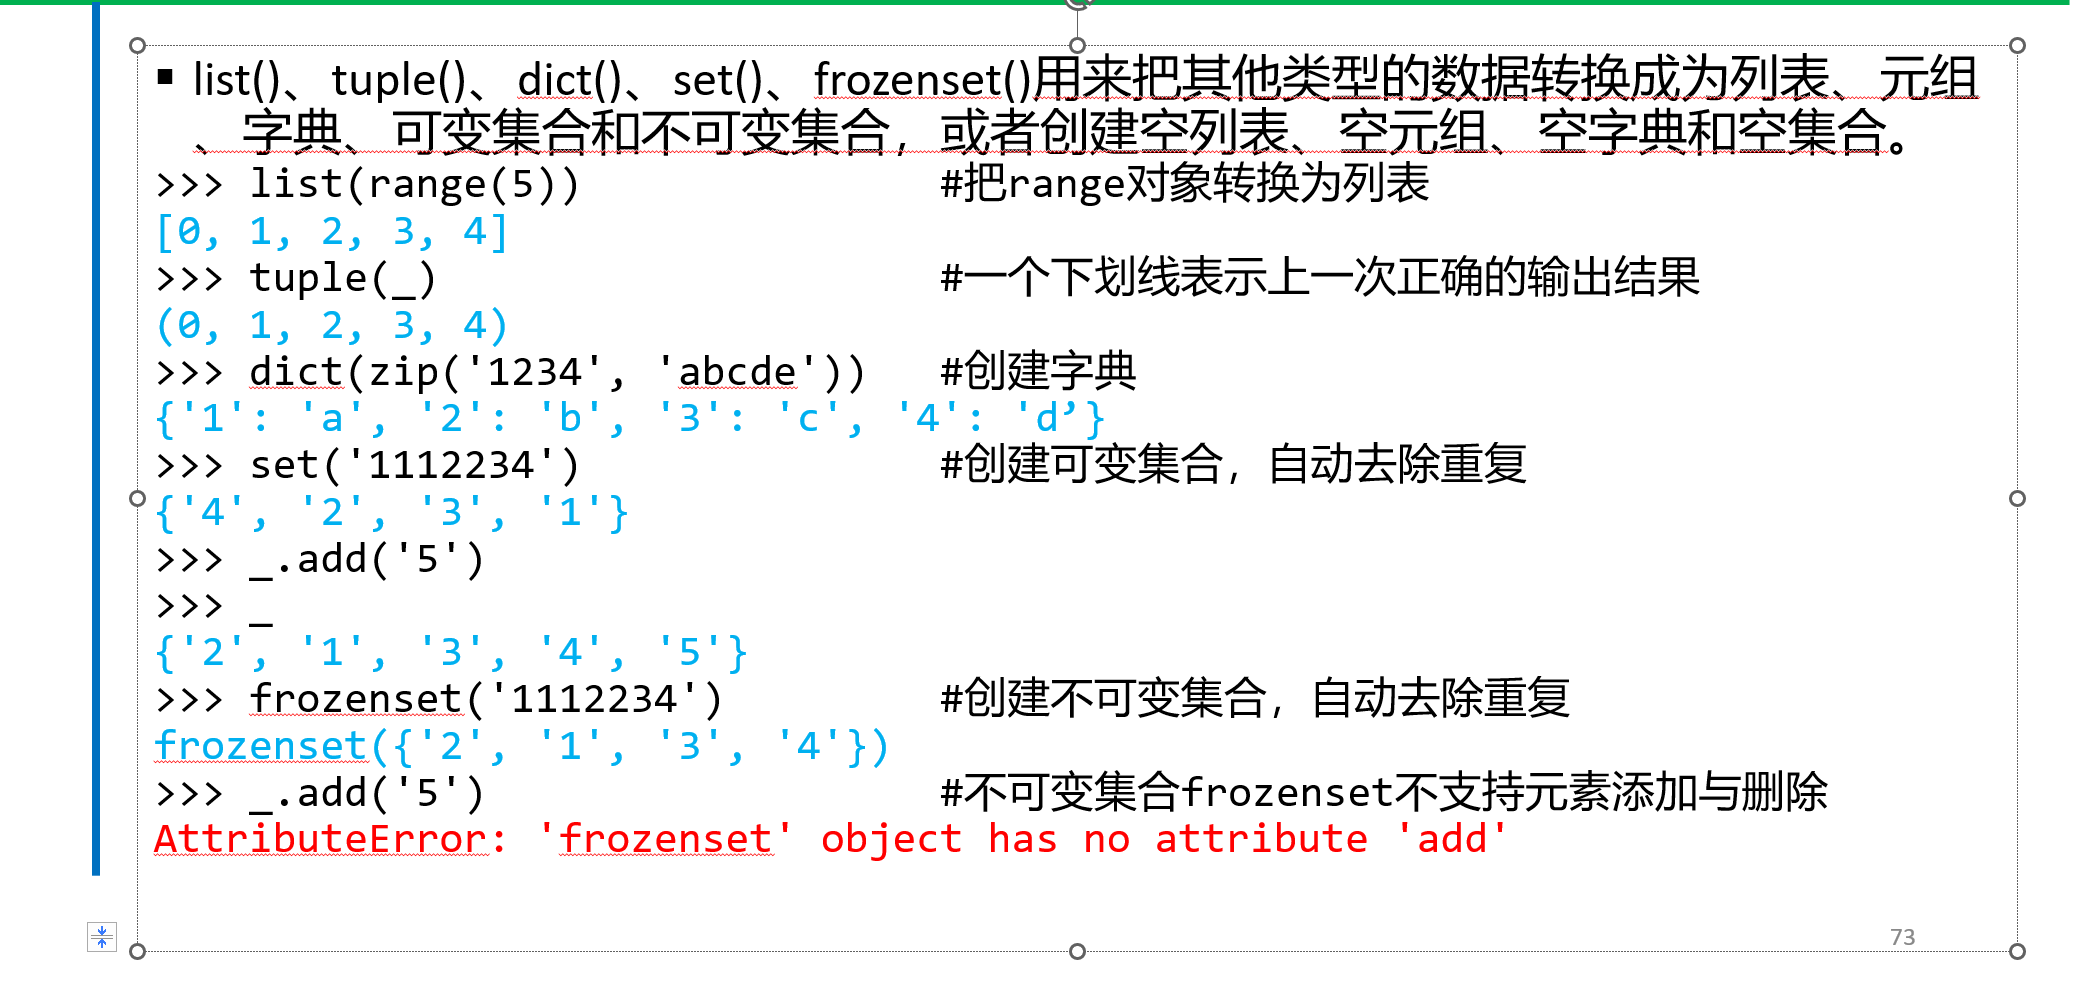 ▪ list()、tuple()、dict()、set()、frozenset()用来把其他类型的数据转换成为列表、元组
、字典、可变集合和不可变集合，或者创建空列表、空元组、空字典和空集合。
>>> list(range(5)) #把range对象转换为列表
[0, 1, 2, 3, 4]
>>> tuple(_) #一个下划线表示上一次正确的输出结果
(0, 1, 2, 3, 4)
>>> dict(zip('1234', 'abcde')) #创建字典
{'1': 'a', '2': 'b', '3': 'c', '4': 'd’}
>>> set('1112234') #创建可变集合，自动去除重复
{'4', '2', '3', '1'}
>>> _.add('5')
>>> _
{'2', '1', '3', '4', '5'}
>>> frozenset('1112234') #创建不可变集合，自动去除重复
frozenset({'2', '1', '3', '4'})
>>> _.add('5') #不可变集合frozenset不支持元素添加与删除
AttributeError: 'frozenset' object has no attribute 'add'
73